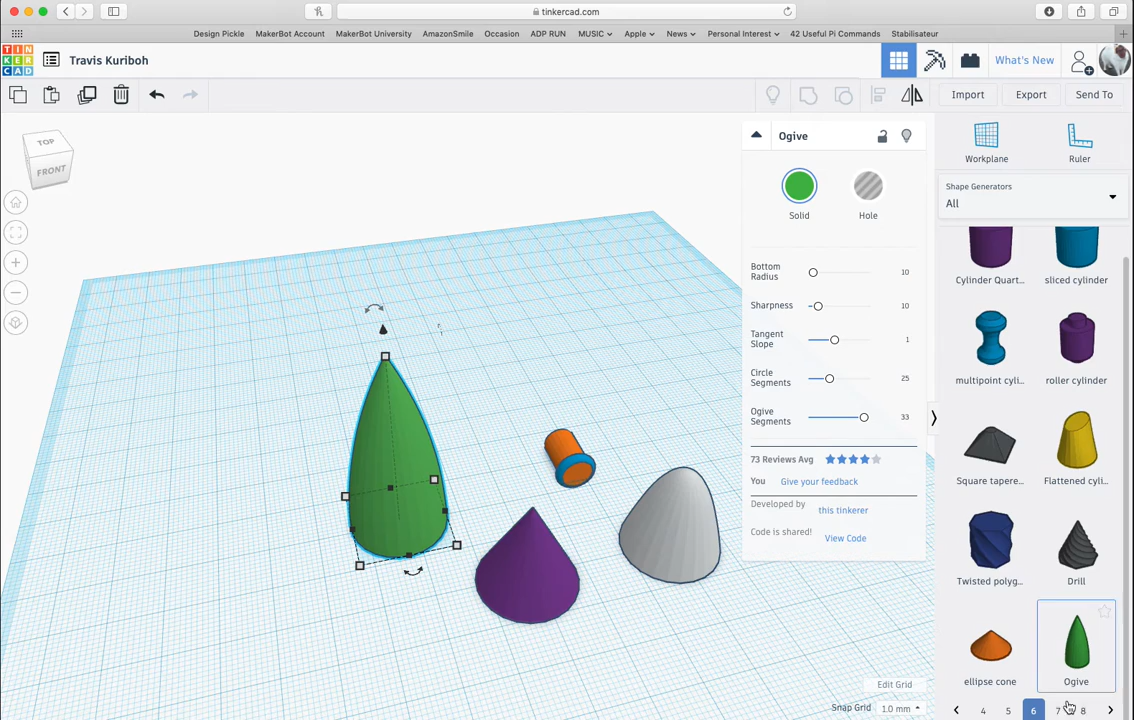 tinkercad.com
Design Pickle MakerBot Account MakerBot University AmazonSmile Occasion ADP RUN MUSIC Apple News Personal Interest 42 Useful Pi Commands Stabilisateur
TIN
KER
CAD
Travis Kuriboh
What's New
Import Export Send To
TOP
FRONT
Ogive
Solid Hole
Bottom
Radius 10
Sharpness 10
Tangent
Slope 1
Circle
Segments 25
Ogive
Segments 33
73 Reviews Avg
You Give your feedback
Developed by
this tinkerer
Code is shared!
View Code
Workplane Ruler
Shape Generators
All
Cylinder Quart... sliced cylinder
multipoint cyli... roller cylinder
Square tapere... Flattened cyli...
Twisted polyg... Drill
ellipse cone Ogive
4 5 6 7 8
Edit Grid
Snap Grid 1.0 mm